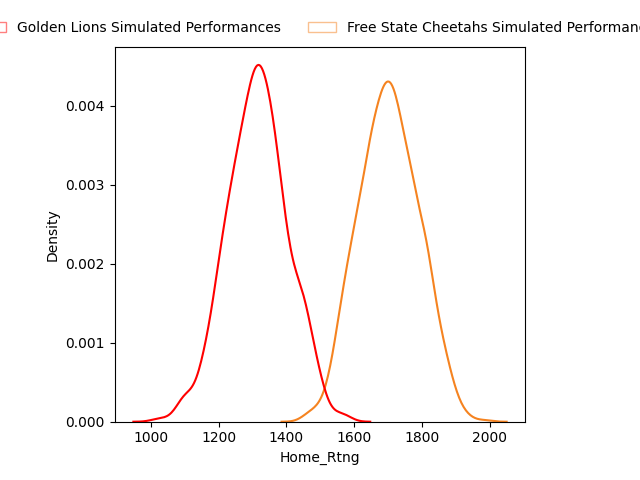 Golden Lions Simulated Performances
Free State Cheetahs Simulated
0.004
0.003
0.002
0.001
0.000
Density
1000 1200 1400 1600 1800 2000
Home_Rtng